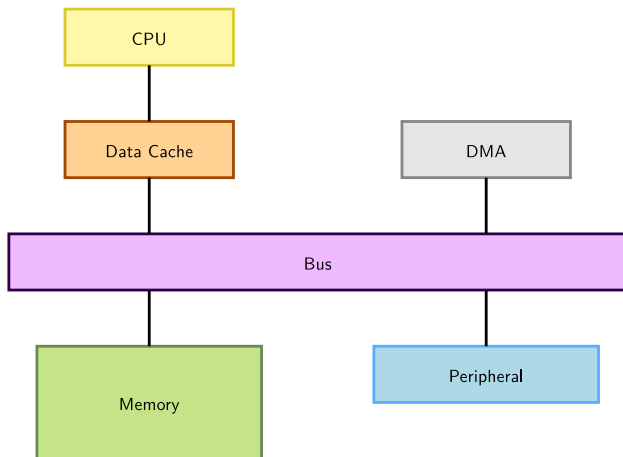 CPU
Data Cache
DMA
Bus
Memory
Peripheral